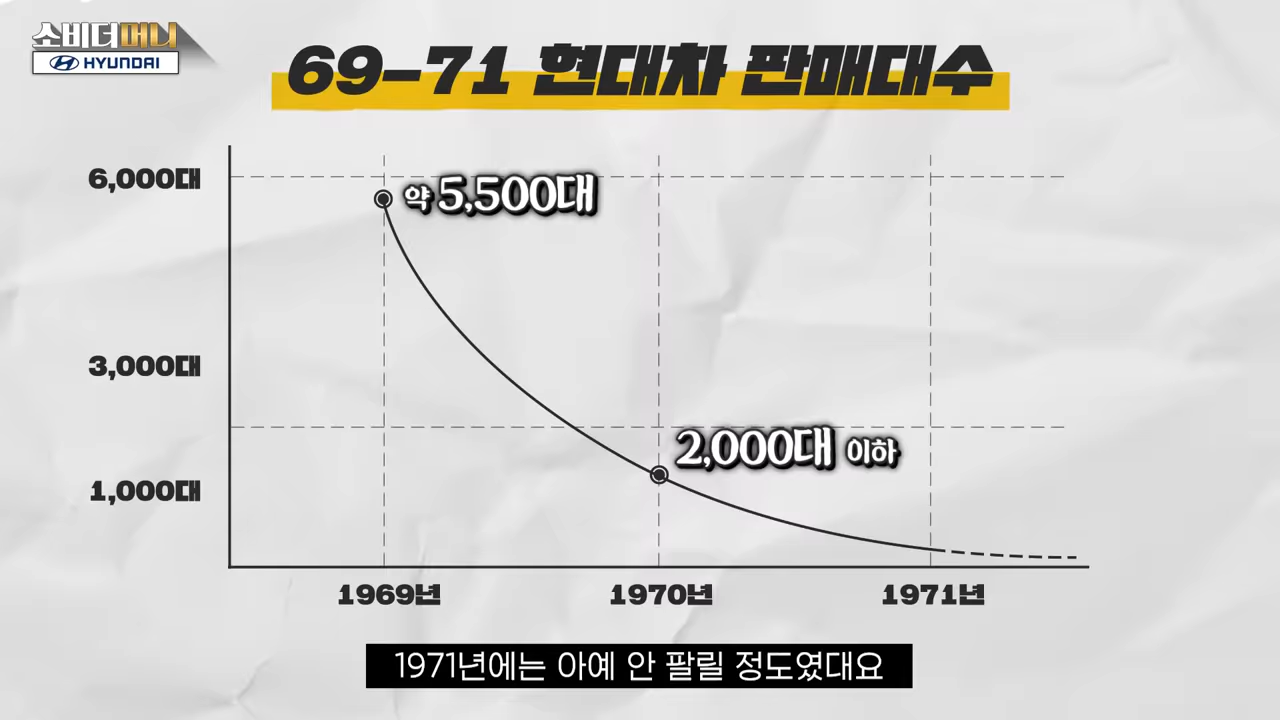 소비더머니
HYUNDAI
69-71 현대차 판매대수
6,000대
약 5,500대
3,000대
2,000대 이하
1,000대
1969년
1970년
1971년
1971년에는 아예 안 팔릴 정도였대요